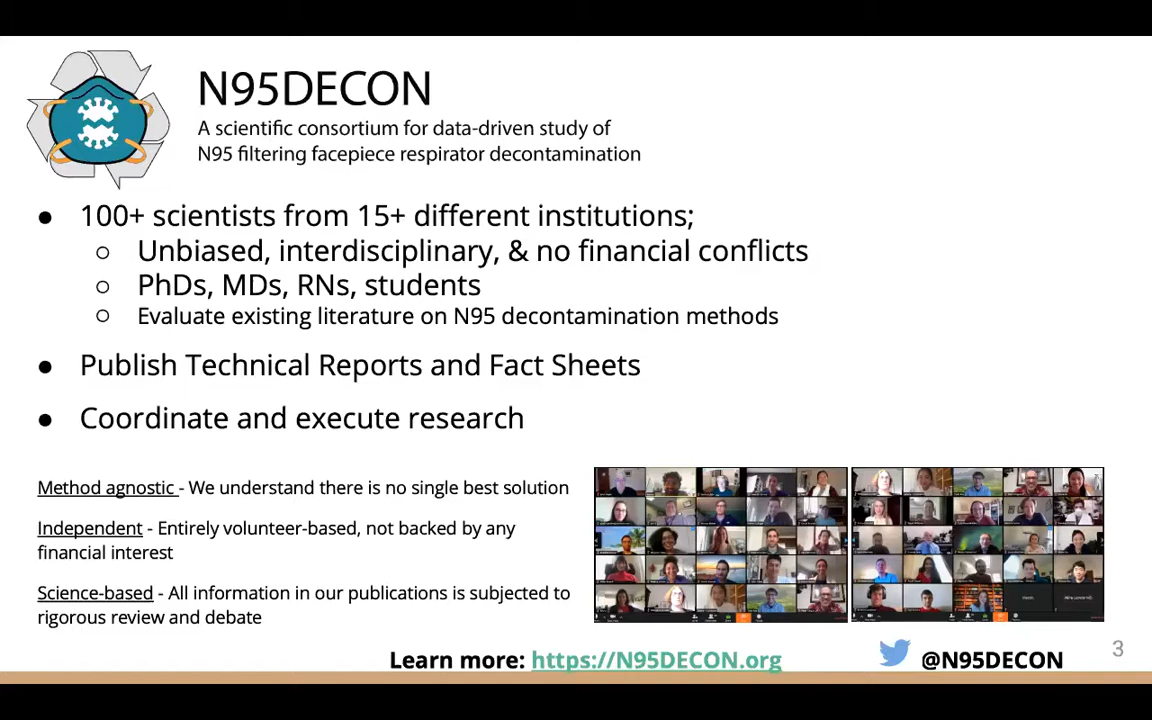 N95DECON
A scientific consortium for data-driven study of
N95 filtering facepiece respirator decontamination
● 100+ scientists from 15+ different institutions;
○ Unbiased, interdisciplinary, & no financial conflicts
○ PhDs, MDs, RNs, students
○ Evaluate existing literature on N95 decontamination methods
● Publish Technical Reports and Fact Sheets
● Coordinate and execute research
Method agnostic - We understand there is no single best solution
Independent - Entirely volunteer-based, not backed by any
financial interest
Science-based - All information in our publications is subjected to
rigorous review and debate
Learn more: https://N95DECON.org
@N95DECON
3